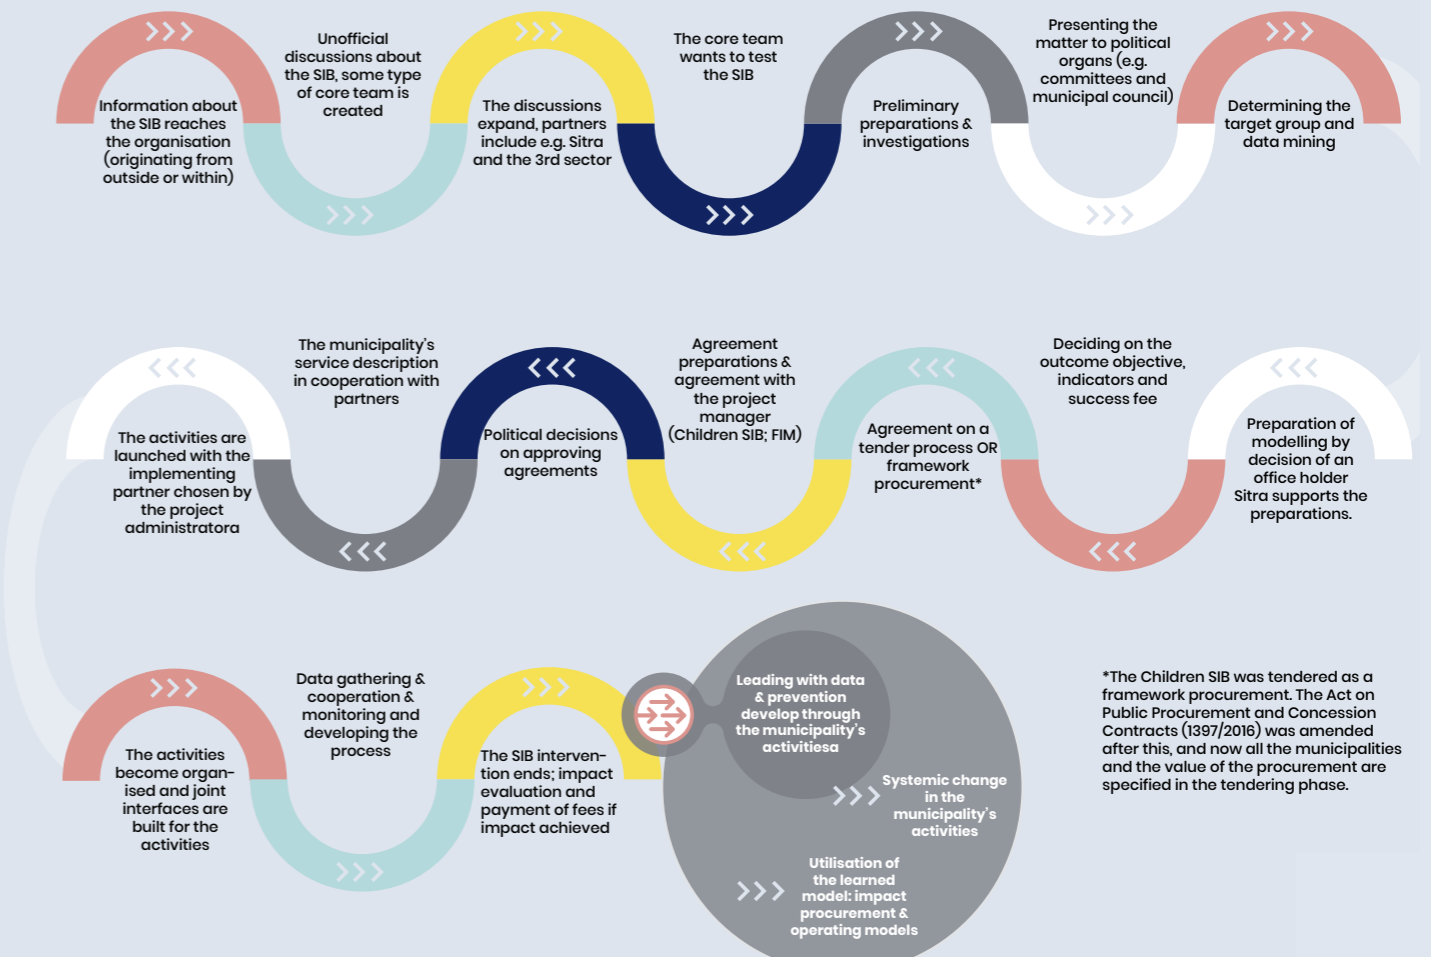 Information about
the SIB reaches
the organisation
(originating from
outside or within)
Unofficial
discussions about
the SIB, some type
of core team is
created
The discussions
expand, partners
include e.g. Sitra
and the 3rd sector
The core team
wants to test
the SIB
Preliminary
preparations &
investigations
Presenting the
matter to political
organs (e.g.
committees and
municipal council)
Determining the
target group and
data mining
Preparation of
modelling by
decision of an
office holder
Sitra supports the
preparations.
Deciding on the
outcome objective,
indicators and
success fee
Agreement on a
tender process OR
framework
procurement*
Agreement
preparations &
agreement with
the project
manager
(Children SIB; FIM)
Political decisions
on approving
agreements
The municipality's
service description
in cooperation with
partners
The activities are
launched with the
implementing
partner chosen by
the project
administratora
The activities
become organ-
ised and joint
interfaces are
built for the
activities
Data gathering &
cooperation &
monitoring and
developing the
process
The SIB interven-
tion ends; impact
evaluation and
payment of fees if
impact achieved
Leading with data
& prevention
develop through
the municipality's
activitiesa
Systemic change
in the
municipality's
activities
Utilisation of
the learned
model: impact
procurement &
operating models
*The Children SIB was tendered as a
framework procurement. The Act on
Public Procurement and Concession
Contracts (1397/2016) was amended
after this, and now all the municipalities
and the value of the procurement are
specified in the tendering phase.